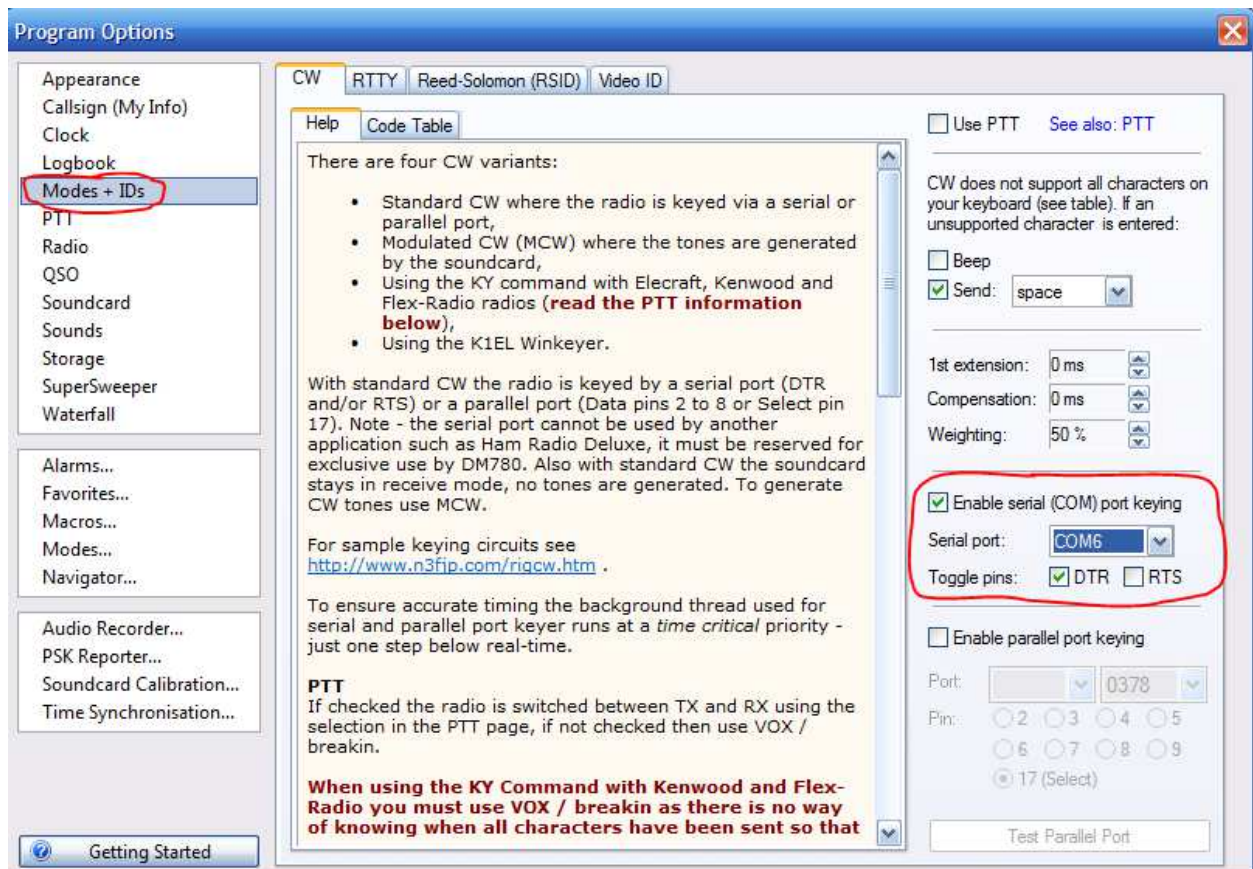 Program Options
Appearance
Callsign (My Info)
Clock
Logbook
Modes + IDs
PTT
Radio
QSO
Soundcard
Sounds
Storage
SuperSweeper
Waterfall
Alarms...
Favorites...
Macros...
Modes...
Navigator...
Audio Recorder...
PSK Reporter...
Soundcard Calibration...
Time Synchronisation...
Getting Started
CW RTTY Reed-Solomon (RSID) Video ID
Help Code Table
There are four CW variants:
• Standard CW where the radio is keyed via a serial or
parallel port,
• Modulated CW (MCW) where the tones are generated
by the soundcard,
• Using the KY command with Elecraft, Kenwood and
Flex-Radio radios (read the PTT information
below),
• Using the K1EL Winkeyer.
With standard CW the radio is keyed by a serial port (DTR
and/or RTS) or a parallel port (Data pins 2 to 8 or Select pin
17). Note - the serial port cannot be used by another
application such as Ham Radio Deluxe, it must be reserved for
exclusive use by DM780. Also with standard CW the soundcard
stays in receive mode, no tones are generated. To generate
CW tones use MCW.
For sample keying circuits see
http://www.n3fjp.com/rigcw.htm .
To ensure accurate timing the background thread used for
serial and parallel port keyer runs at a time critical priority -
just one step below real-time.
PTT
If checked the radio is switched between TX and RX using the
selection in the PTT page, if not checked then use VOX /
breakin.
When using the KY Command with Kenwood and Flex-
Radio you must use VOX / breakin as there is no way
of knowing when all characters have been sent so that
Use PTT See also: PTT
CW does not support all characters on
your keyboard (see table). If an
unsupported character is entered:
Beep
Send: space
1st extension: 0 ms
Compensation: 0 ms
Weighting: 50 %
Enable serial (COM) port keying
Serial port: COM6
Toggle pins: DTR RTS
Enable parallel port keying
Port: 0378
Pin: 2 3 4 5
6 7 8 9
17 (Select)
Test Parallel Port